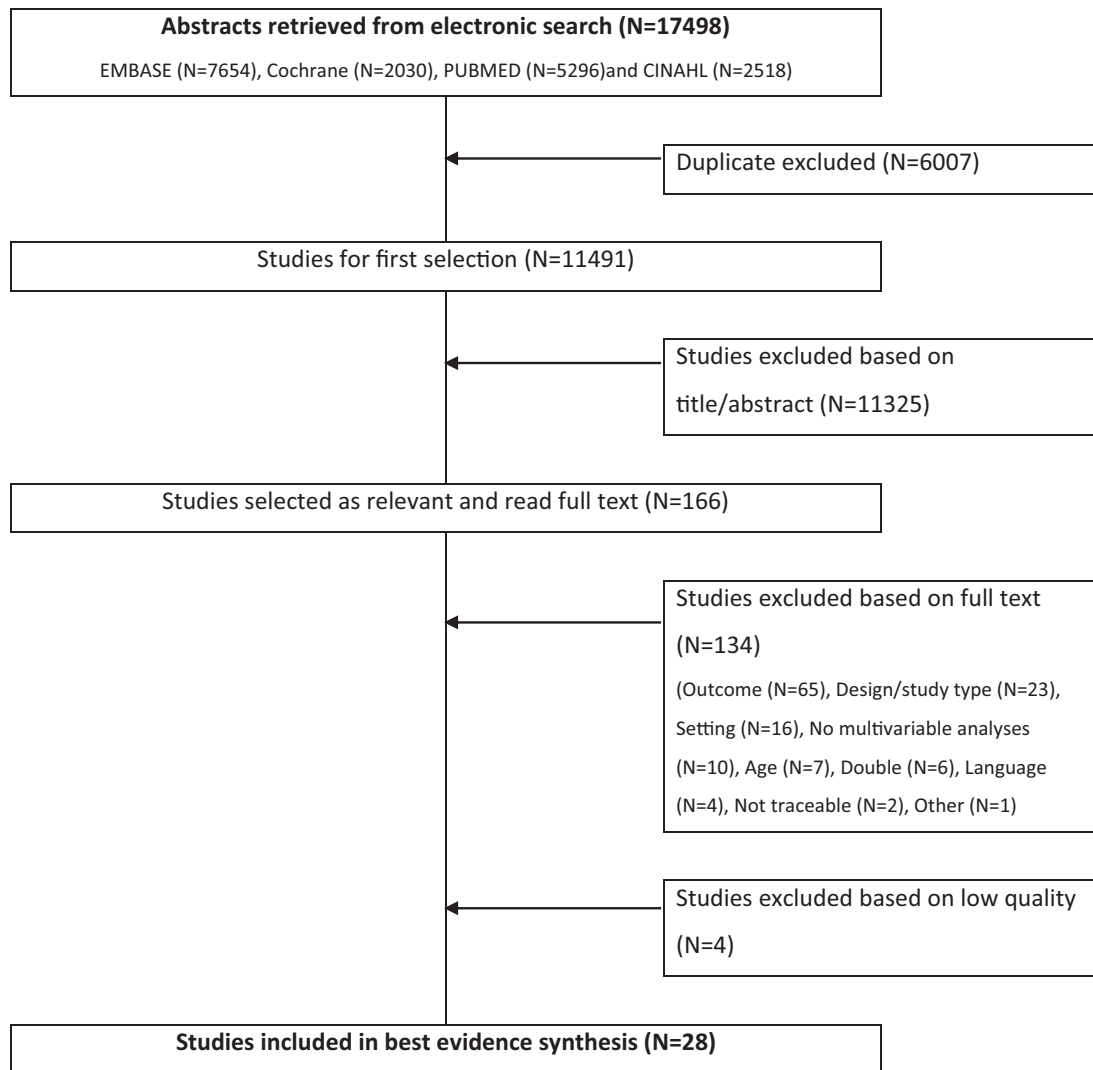 Abstracts retrieved from electronic search (N=17498)
EMBASE (N=7654), Cochrane (N=2030), PUBMED (N=5296)and CINAHL (N=2518)
Duplicate excluded (N=6007)
Studies for first selection (N=11491)
Studies excluded based on
title/abstract (N=11325)
Studies selected as relevant and read full text (N=166)
Studies excluded based on full text
(N=134)
(Outcome (N=65), Design/study type (N=23),
Setting (N=16), No multivariable analyses
(N=10), Age (N=7), Double (N=6), Language
(N=4), Not traceable (N=2), Other (N=1)
Studies excluded based on low quality
(N=4)
Studies included in best evidence synthesis (N=28)